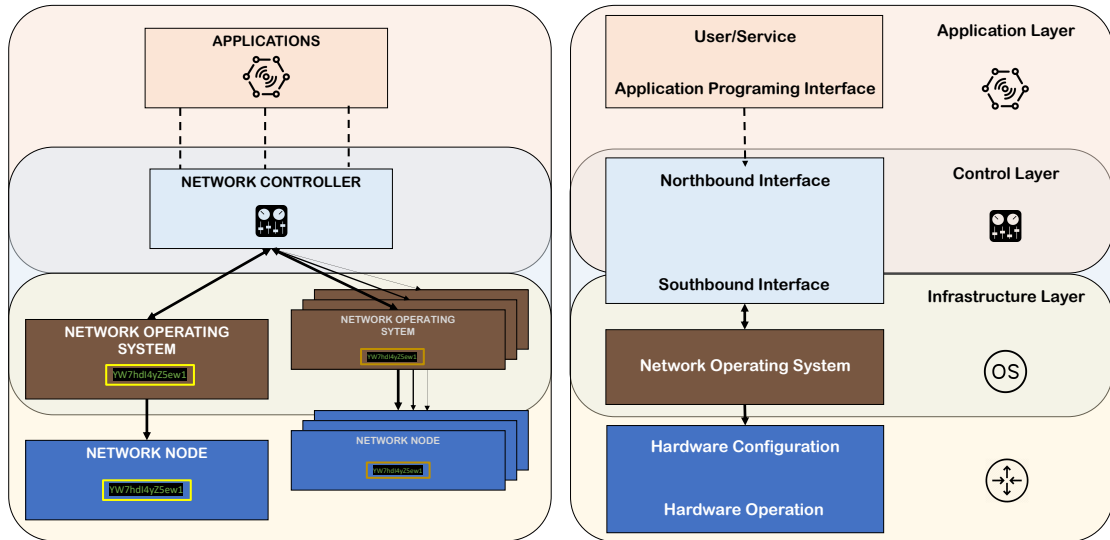 APPLICATIONS
NETWORK CONTROLLER
NETWORK OPERATING
SYSTEM
YW7hdI4yZ5ew1
NETWORK OPERATING
SYTEM
YW7hdI4yZ5ew1
NETWORK NODE
YW7hdI4yZ5ew1
NETWORK NODE
YW7hdI4yZ5ew1
User/Service
Application Programing Interface
Application Layer
Northbound Interface
Southbound Interface
Control Layer
Infrastructure Layer
Network Operating System
OS
Hardware Configuration
Hardware Operation